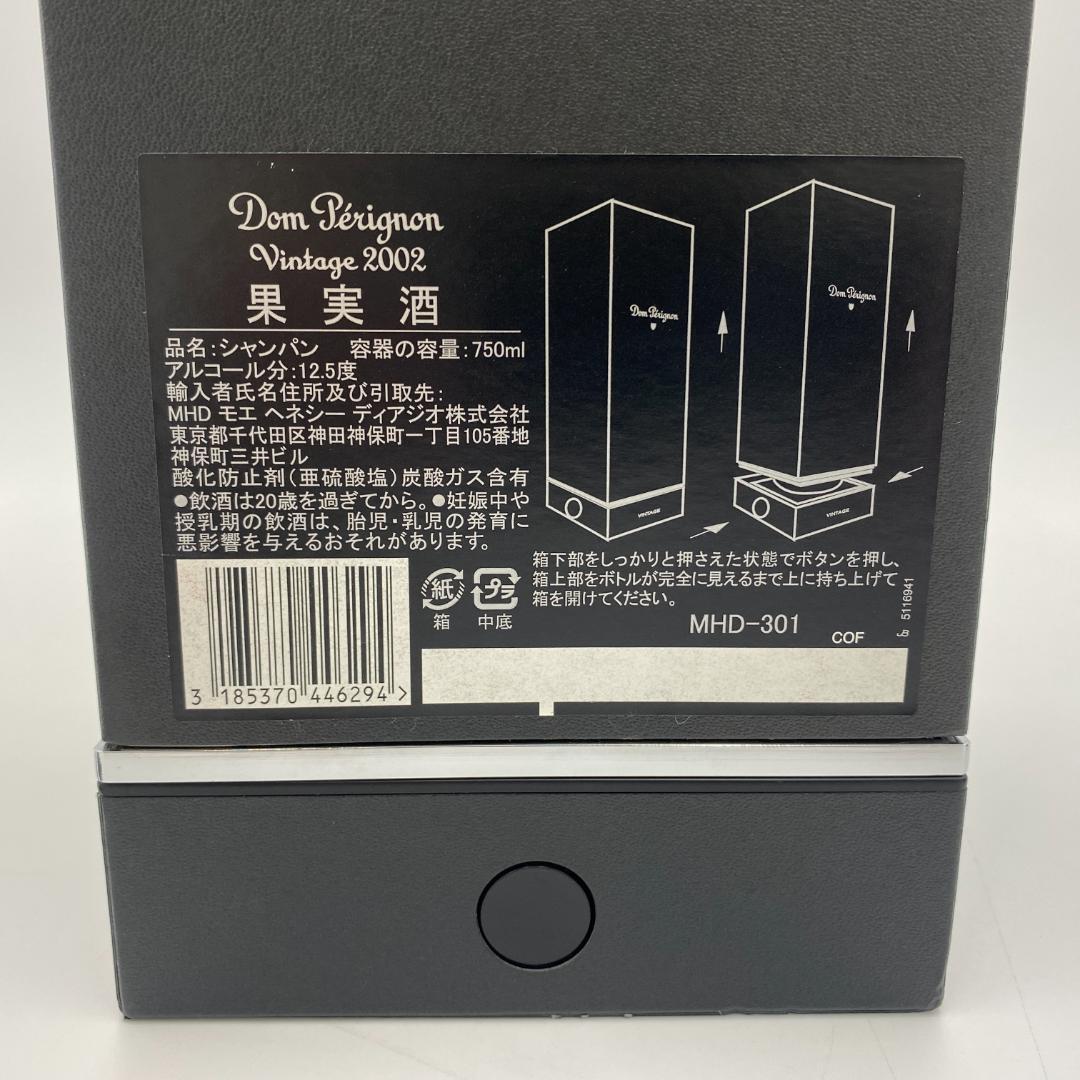 Dom Pérignon
Vintage 2002
果実酒
品名:シャンパン 容器の容量:750ml
アルコール分:12.5度
輸入者氏名住所及び引取先:
MHD モエ ヘネシー ディアジオ株式会社
東京都千代田区神田神保町一丁目105番地
神保町三井ビル
酸化防止剤(亜硫酸塩)炭酸ガス含有
●飲酒は20歳を過ぎてから。●妊娠中や
授乳期の飲酒は、胎児・乳児の発育に
悪影響を与えるおそれがあります。
3 185370 446294 >
紙
箱
プラ
中底
Dom Pérignon
VINTAGE
Dom Pérignon
VINTAGE
箱下部をしっかりと押さえた状態でボタンを押し、
箱上部をボトルが完全に見えるまで上に持ち上げて
箱を開けてください。
MHD-301
COF
5116941